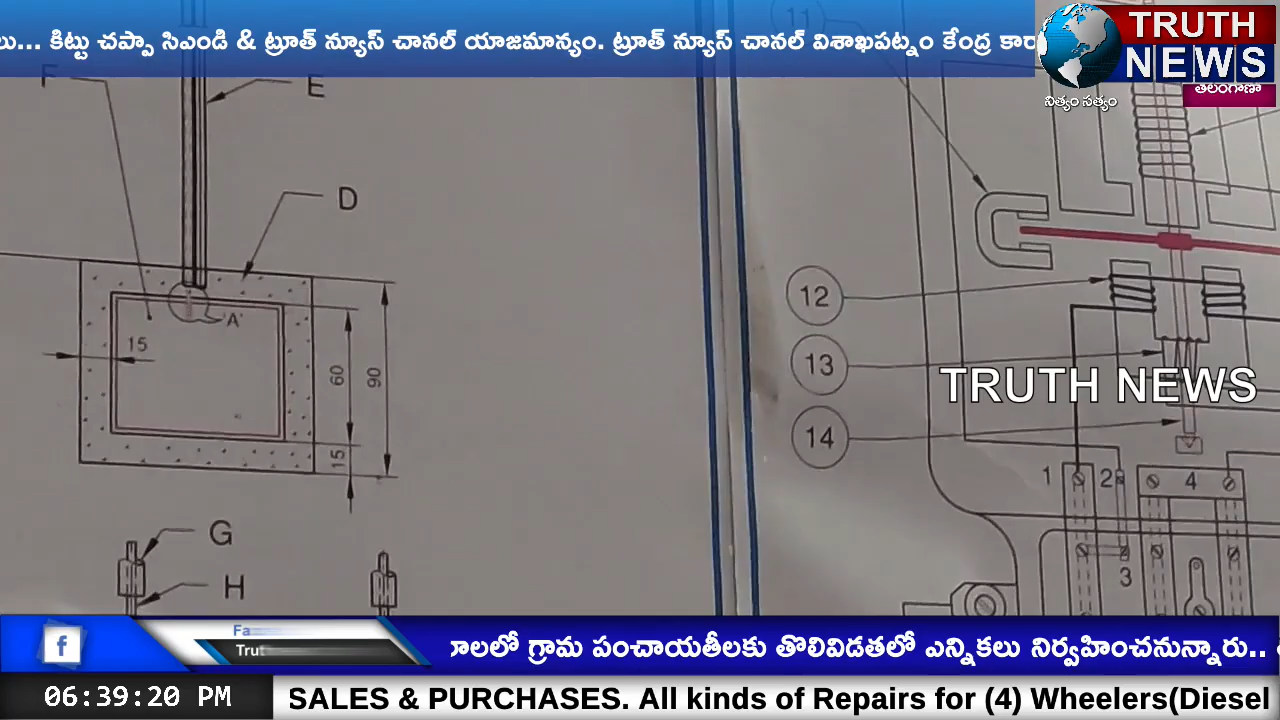 లు... కిట్టు చప్పా సిఎండి & ట్రూత్ న్యూస్ చానల్ యాజమాన్యం. ట్రూత్ న్యూస్ చానల్ విశాఖపట్నం కేంద్ర కార
TRUTH
NEWS
నిత్యం సత్యం
తెలంగాణా
11
F
E
D
'A'
15
60
90
15
G
H
12
13
14
TRUTH NEWS
1
2
4
3
Fa
Trut
గ్రామ పంచాయతీలకు తొలివిడతలో ఎన్నికలు నిర్వహించనున్నారు..
06:39:20 PM
SALES & PURCHASES. All kinds of Repairs for (4) Wheelers(Diesel